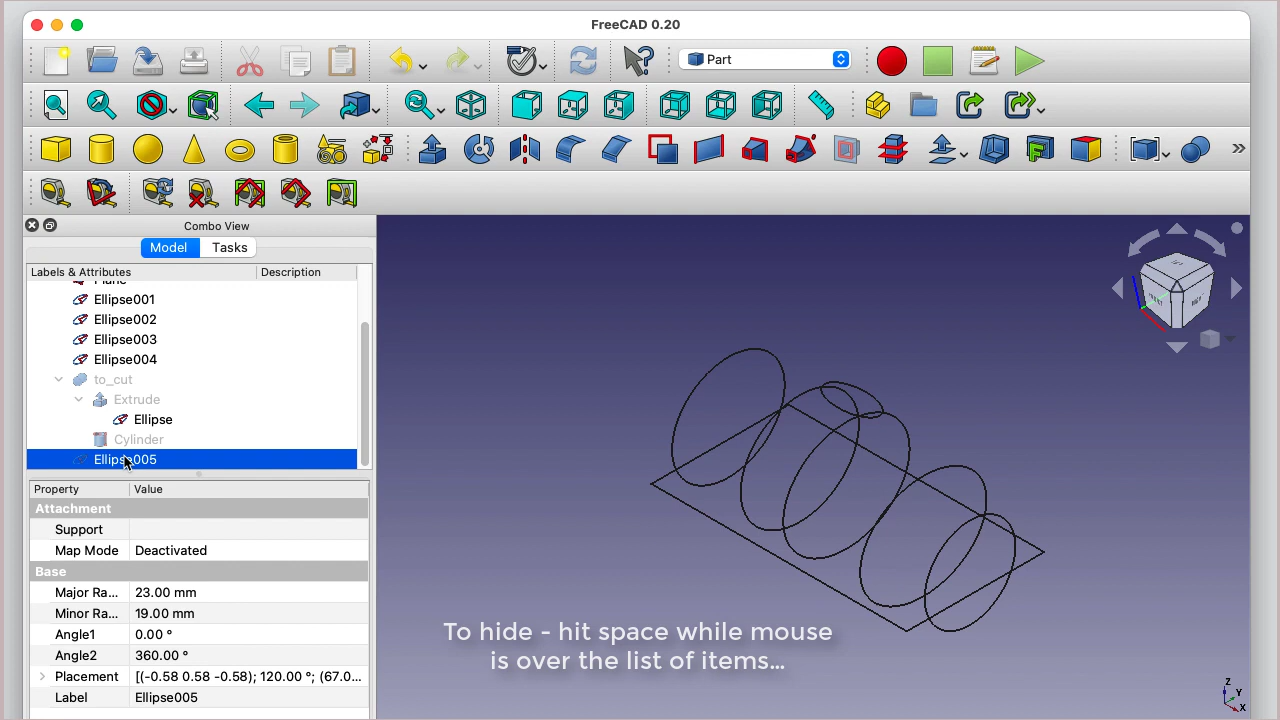 FreeCAD 0.20
Part
Combo View
Model Tasks
Labels & Attributes Description
Plane
Ellipse001
Ellipse002
Ellipse003
Ellipse004
to_cut
Extrude
Ellipse
Cylinder
Ellipse005
Property Value
Attachment
Support
Map Mode Deactivated
Base
Major Ra... 23.00 mm
Minor Ra... 19.00 mm
Angle1 0.00 °
Angle2 360.00 °
Placement [(-0.58 0.58 -0.58); 120.00 °; (67.0...
Label Ellipse005
To hide - hit space while mouse
is over the list of items...
Z
Y
X